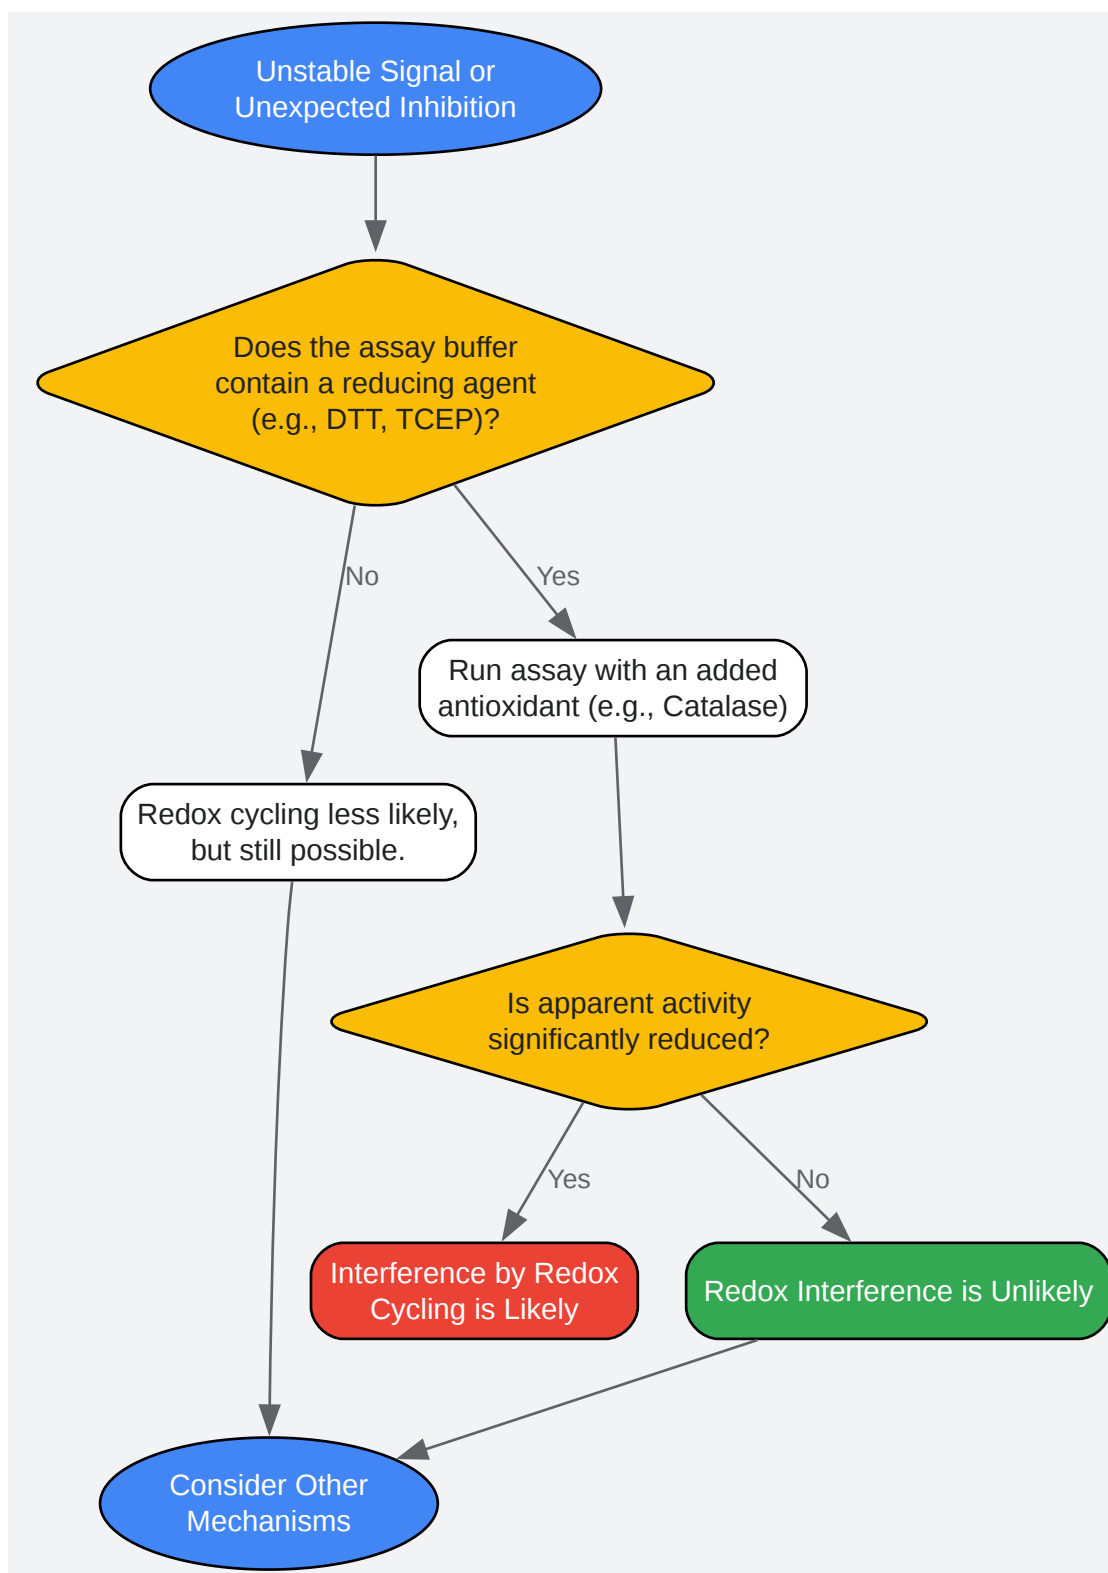 Unstable Signal or
Unexpected Inhibition
Does the assay buffer
contain a reducing agent
(e.g., DTT, TCEP)?
No
Yes
Run assay with an added
antioxidant (e.g., Catalase)
Redox cycling less likely,
but still possible.
Is apparent activity
significantly reduced?
Yes
No
Interference by Redox
Cycling is Likely
Redox Interference is Unlikely
Consider Other
Mechanisms